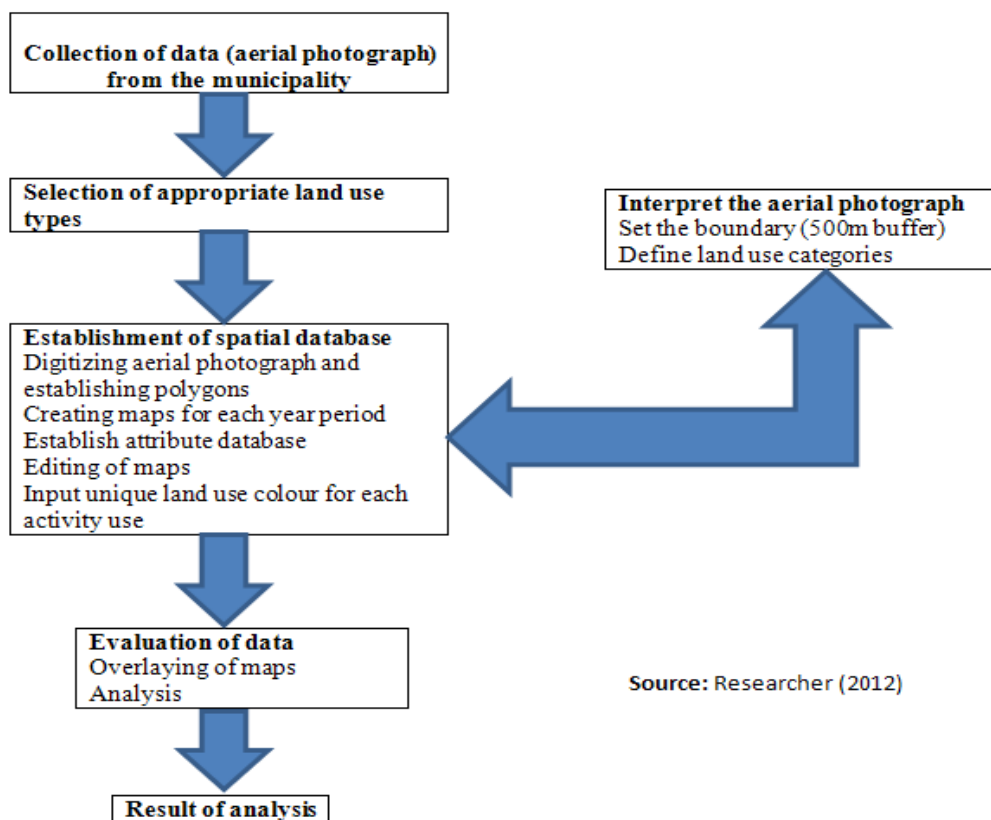 Collection of data (aerial photograph)
from the municipality
Selection of appropriate land use
types
Interpret the aerial photograph
Set the boundary (500m buffer)
Define land use categories
Establishment of spatial database
Digitizing aerial photograph and
establishing polygons
Creating maps for each year period
Establish attribute database
Editing of maps
Input unique land use colour for each
activity use
Evaluation of data
Overlaying of maps
Analysis
Source: Researcher (2012)
Result of analysis